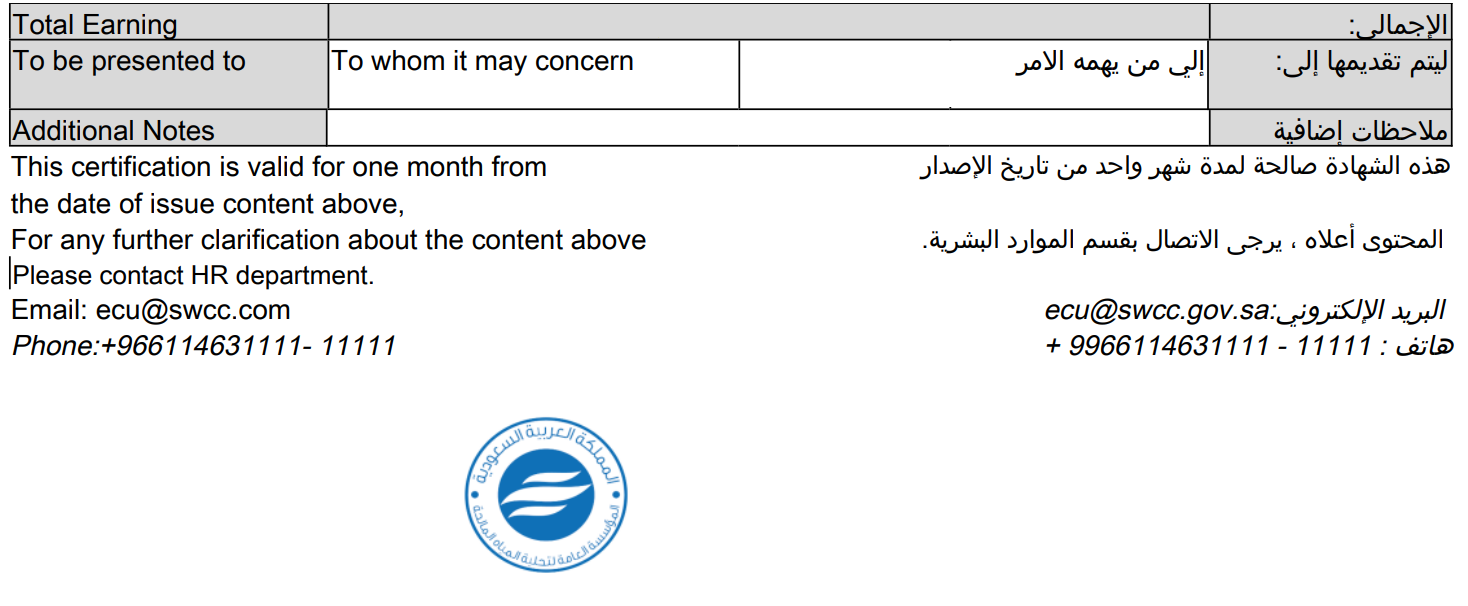 Total Earning الإجمالي:
To be presented to To whom it may concern إلي من يهمه الامر ليتم تقديمها إلى:
Additional Notes ملاحظات إضافية
This certification is valid for one month from هذه الشهادة صالحة لمدة شهر واحد من تاريخ الإصدار
the date of issue content above,
For any further clarification about the content above المحتوى أعلاه ، يرجى الاتصال بقسم الموارد البشرية.
Please contact HR department.
Email: ecu@swcc.com البريد الإلكتروني:ecu@swcc.gov.sa
Phone:+966114631111- 11111 هاتف : 11111 - 9966114631111 +
المملكة العربية السعودية
المؤسسة العامة لتحلية المياه المالحة